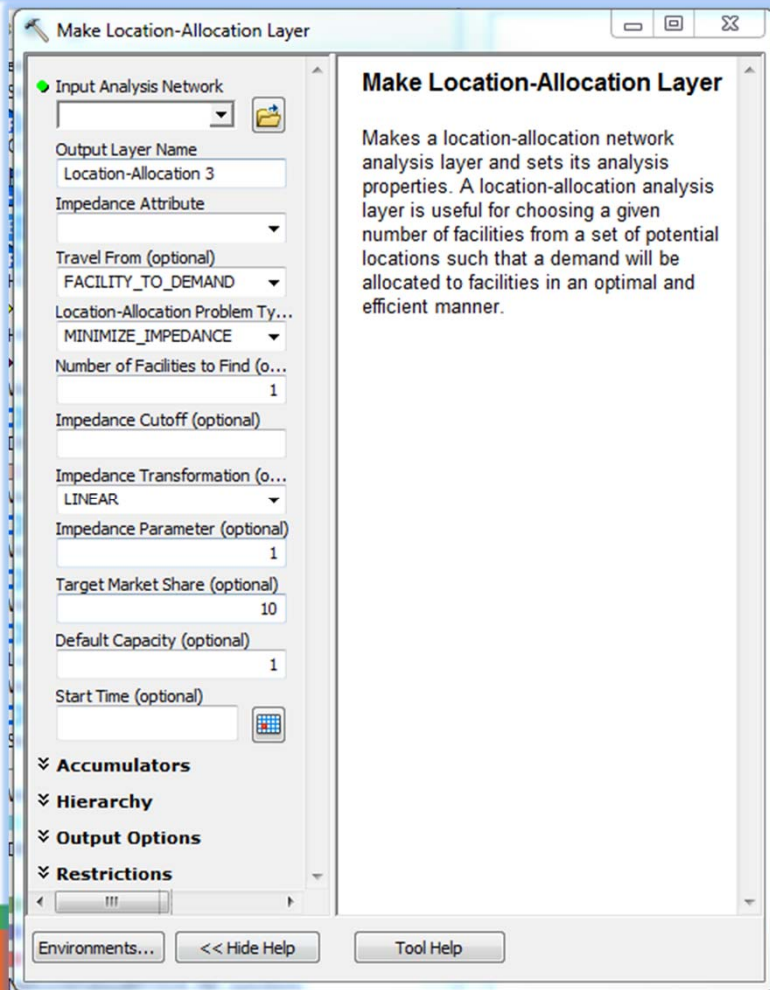 Make Location-Allocation Layer
Input Analysis Network
Output Layer Name
Location-Allocation 3
Impedance Attribute
Travel From (optional)
FACILITY_TO_DEMAND
Location-Allocation Problem Ty...
MINIMIZE_IMPEDANCE
Number of Facilities to Find (o...
1
Impedance Cutoff (optional)
Impedance Transformation (o...
LINEAR
Impedance Parameter (optional)
1
Target Market Share (optional)
10
Default Capacity (optional)
1
Start Time (optional)
Accumulators
Hierarchy
Output Options
Restrictions
Make Location-Allocation Layer
Makes a location-allocation network
analysis layer and sets its analysis
properties. A location-allocation analysis
layer is useful for choosing a given
number of facilities from a set of potential
locations such that a demand will be
allocated to facilities in an optimal and
efficient manner.
Environments... << Hide Help Tool Help